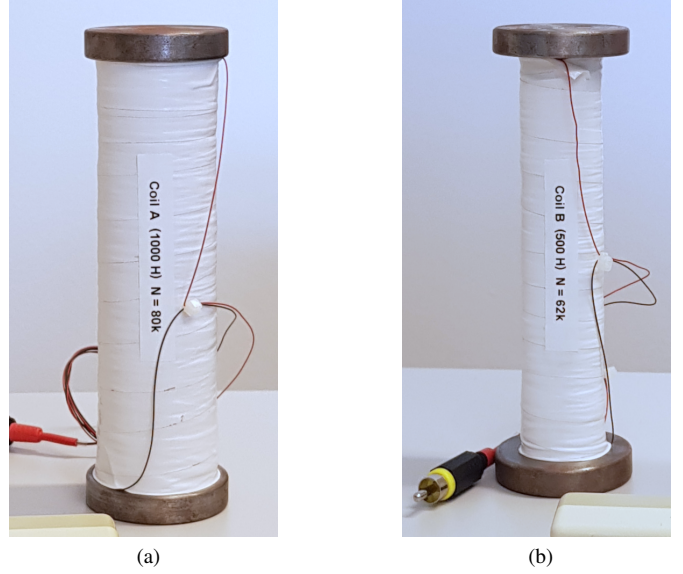 Coil A (1000 H) N = 80k
Coil B (500 H) N = 62k
(a)
(b)